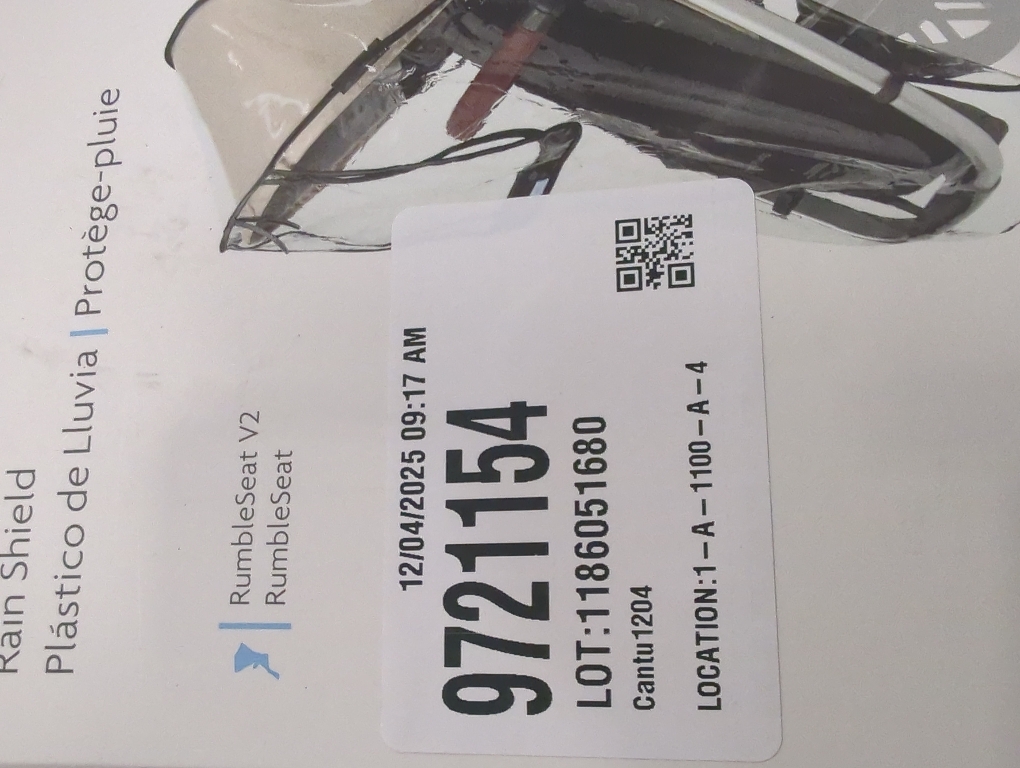 Rain Shield
Plástico de Lluvia | Protège-pluie
RumbleSeat V2
RumbleSeat
12/04/2025 09:17 AM
9721154
LOT:1186051680
Cantu1204
LOCATION:1-A-1100-A-4